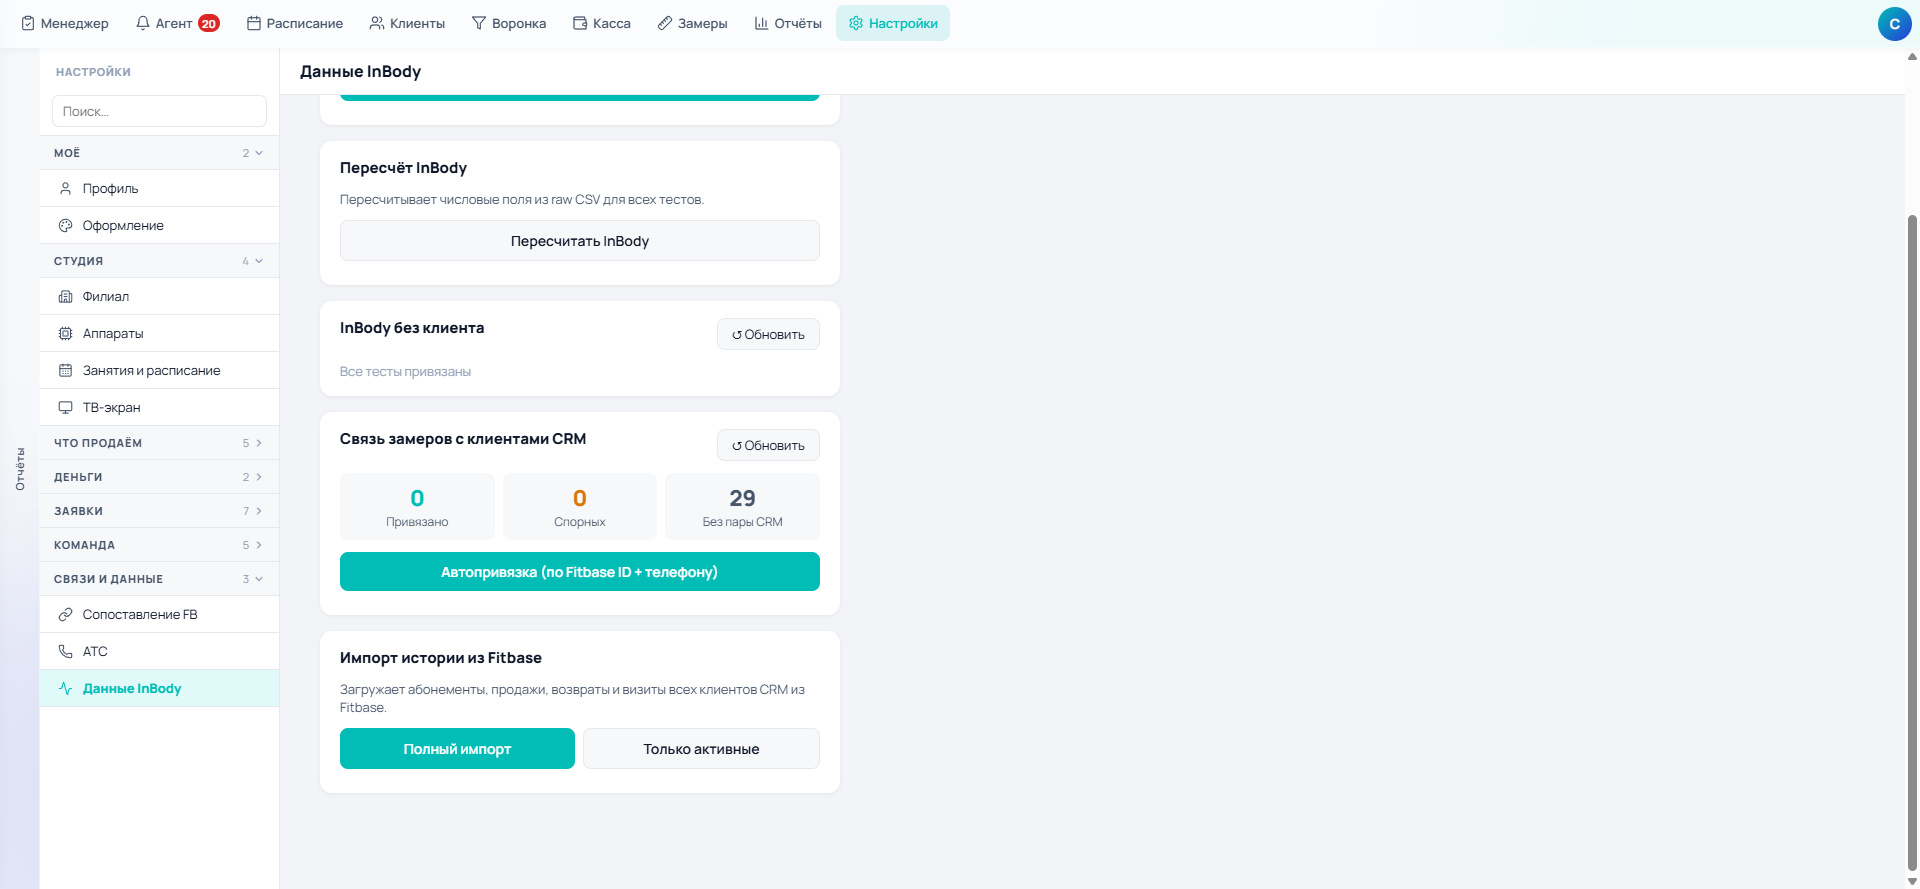 Менеджер
Агент 20
Расписание
Клиенты
Воронка
Касса
Замеры
Отчёты
Настройки
С
Отчёты
НАСТРОЙКИ
Поиск...
МОЁ 2
Профиль
Оформление
СТУДИЯ 4
Филиал
Аппараты
Занятия и расписание
ТВ-экран
ЧТО ПРОДАЁМ 5
ДЕНЬГИ 2
ЗАЯВКИ 7
КОМАНДА 5
СВЯЗИ И ДАННЫЕ 3
Сопоставление FB
АТС
Данные InBody
Данные InBody
Пересчёт InBody
Пересчитывает числовые поля из raw CSV для всех тестов.
Пересчитать InBody
InBody без клиента
↺ Обновить
Все тесты привязаны
Связь замеров с клиентами CRM
↺ Обновить
0
Привязано
0
Спорных
29
Без пары CRM
Автопривязка (по Fitbase ID + телефону)
Импорт истории из Fitbase
Загружает абонементы, продажи, возвраты и визиты всех клиентов CRM из
Fitbase.
Полный импорт
Только активные